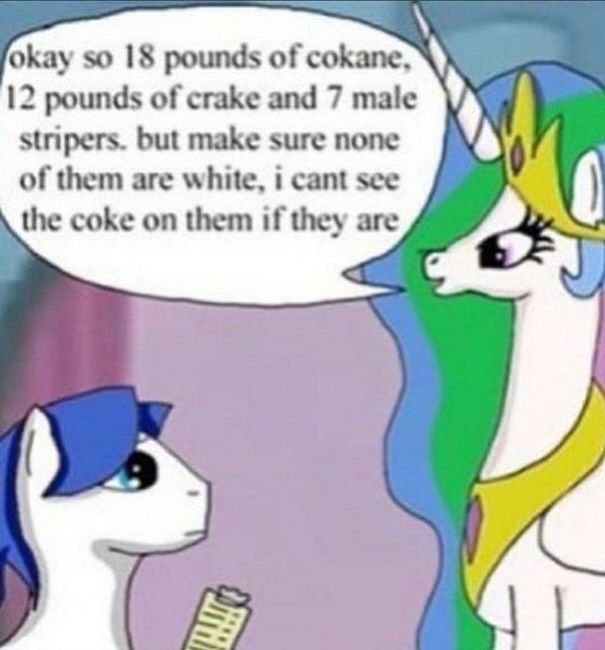 okay so 18 pounds of cokane,
12 pounds of crake and 7 male
stripers. but make sure none
of them are white, i cant see
the coke on them if they are